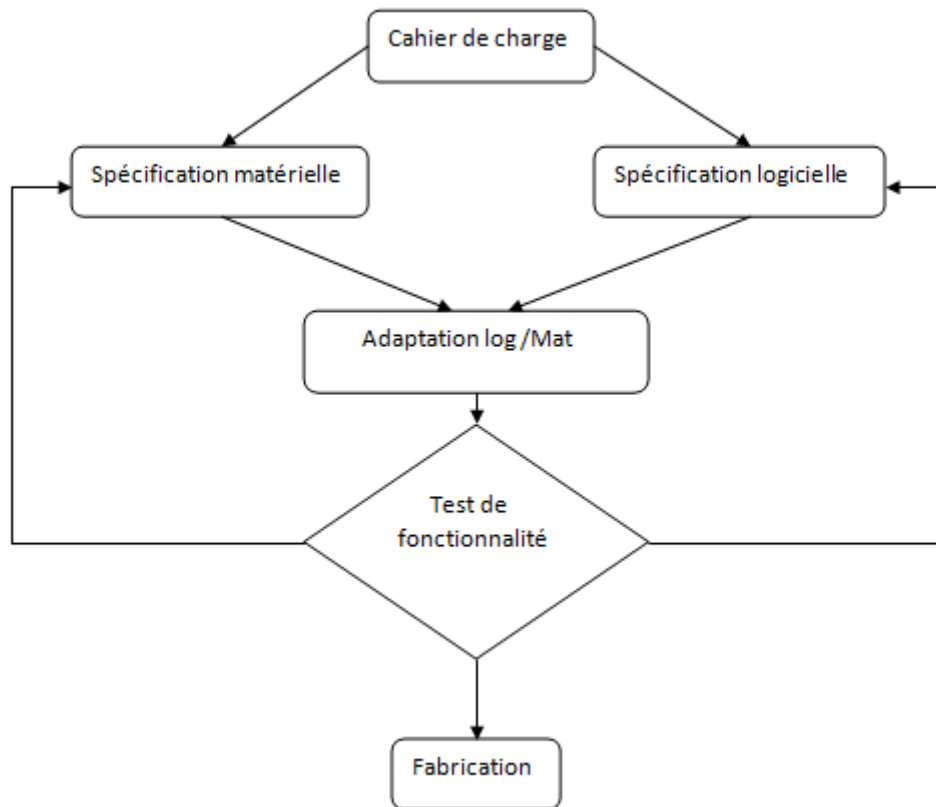 Cahier de charge
Spécification matérielle
Spécification logicielle
Adaptation log /Mat
Test de
fonctionnalité
Fabrication